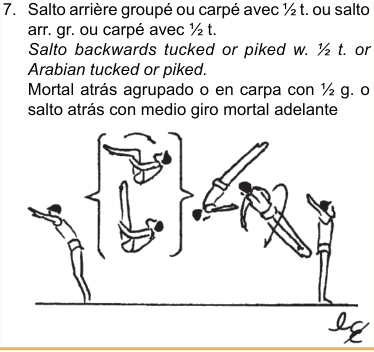 7. Salto arrière groupé ou carpé avec ½ t. ou salto
arr. gr. ou carpé avec ½ t.
Salto backwards tucked or piked w. ½ t. or
Arabian tucked or piked.
Mortal atrás agrupado o en carpa con ½ g. o
salto atrás con medio giro mortal adelante